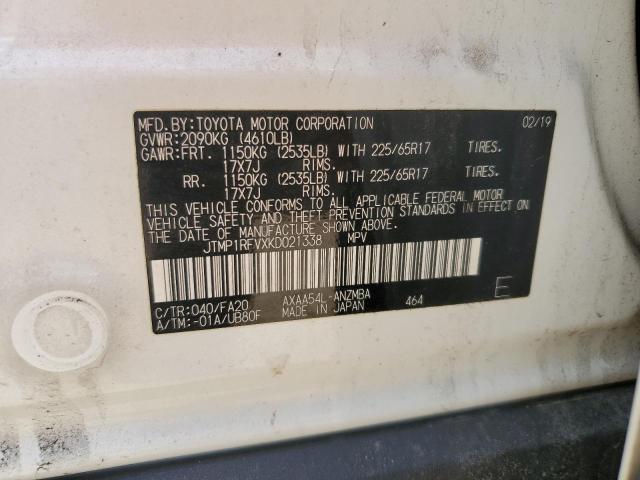 MFD.BY:TOYOTA MOTOR CORPORATION 02/19
GVWR:2090KG (4610LB)
GAWR:FRT. 1150KG (2535LB) WITH 225/65R17 TIRES.
17X7J RIMS.
RR. 1150KG (2535LB) WITH 225/65R17 TIRES.
17X7J RIMS.
THIS VEHICLE CONFORMS TO ALL APPLICABLE FEDERAL MOTOR
VEHICLE SAFETY AND THEFT PREVENTION STANDARDS IN EFFECT ON
THE DATE OF MANUFACTURE SHOWN ABOVE.
JTMP1RFVXKD021338 MPV
C/TR:040/FA20 AXAA54L-ANZMBA 464 E
A/TM:-01A/UB80F MADE IN JAPAN